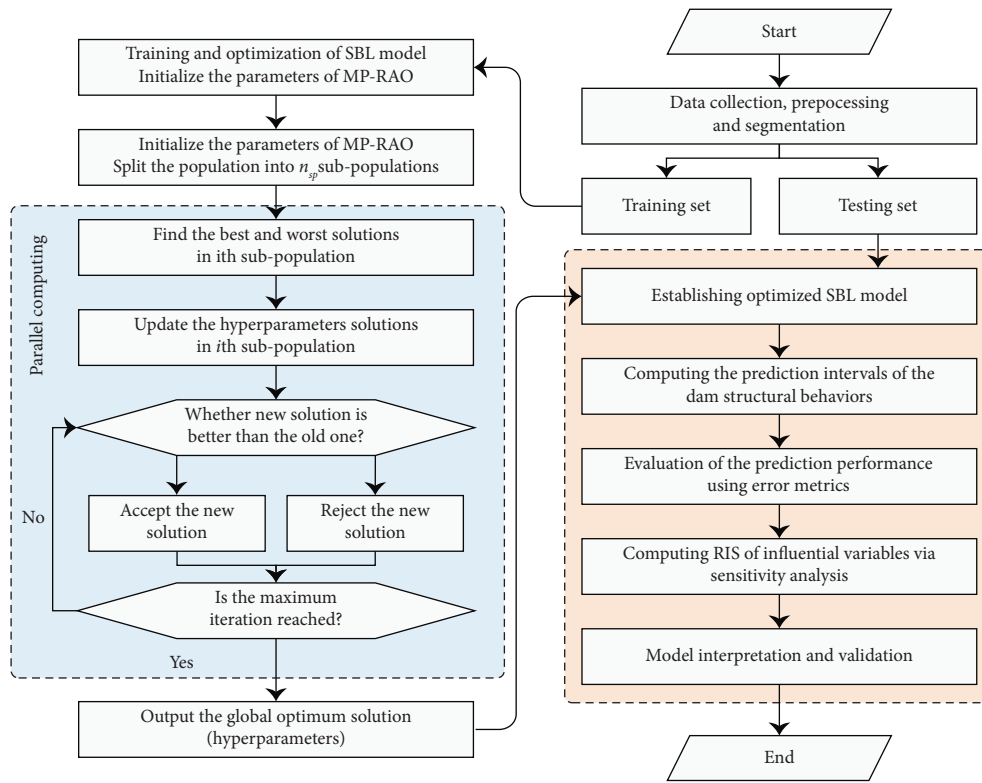 Start
Data collection, prepocessing
and segmentation
Training set
Testing set
Training and optimization of SBL model
Initialize the parameters of MP-RAO
Initialize the parameters of MP-RAO
Split the population into n_sp sub-populations
Parallel computing
Find the best and worst solutions
in ith sub-population
Update the hyperparameters solutions
in ith sub-population
Whether new solution is
better than the old one?
Accept the new
solution
Reject the new
solution
No
Is the maximum
iteration reached?
Yes
Output the global optimum solution
(hyperparameters)
Establishing optimized SBL model
Computing the prediction intervals of the
dam structural behaviors
Evaluation of the prediction performance
using error metrics
Computing RIS of influential variables via
sensitivity analysis
Model interpretation and validation
End